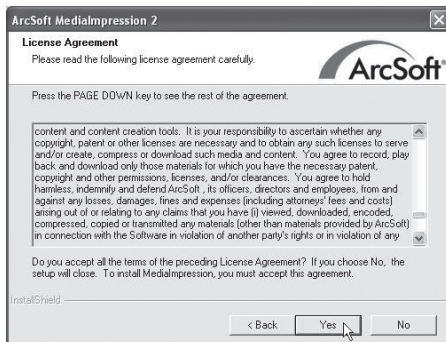 ArcSoft MediaImpression 2
License Agreement
Please read the following license agreement carefully.
ArcSoft
Press the PAGE DOWN key to see the rest of the agreement.
content and content creation tools. It is your responsibility to ascertain whether any
copyright, patent or other licenses are necessary and to obtain any such licenses to serve
and/or create, compress or download such media and content. You agree to record, play
back and download only those materials for which you have the necessary patent,
copyright and other permissions, licenses, and/or clearances. You agree to hold
harmless, indemnify and defend ArcSoft , its officers, directors and employees, from and
against any losses, damages, fines and expenses (including attorneys' fees and costs)
arising out of or relating to any claims that you have (i) viewed, downloaded, encoded,
compressed, copied or transmitted any materials (other than materials provided by ArcSoft)
in connection with the Software in violation of another party's rights or in violation of any
Do you accept all the terms of the preceding License Agreement? If you choose No, the
setup will close. To install MediaImpression, you must accept this agreement.
InstallShield
< Back Yes No